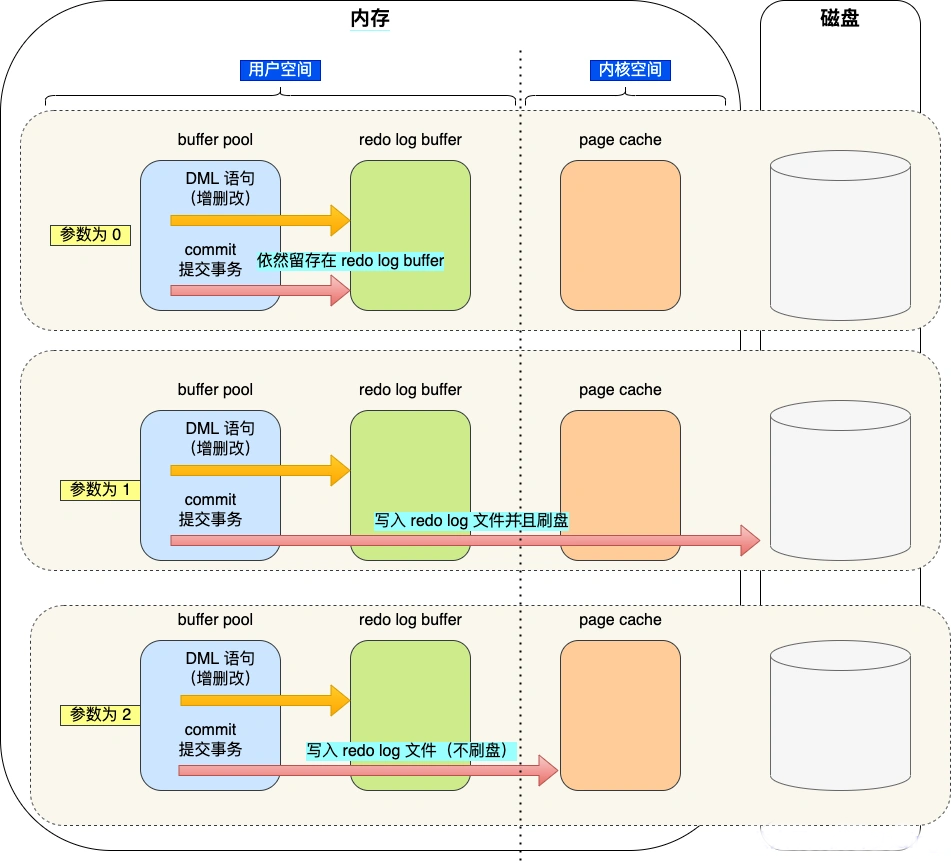 内存
磁盘
用户空间
内核空间
buffer pool
redo log buffer
page cache
DML 语句
（增删改）
参数为 0
commit
提交事务
依然留存在 redo log buffer
buffer pool
redo log buffer
page cache
DML 语句
（增删改）
参数为 1
commit
提交事务
写入 redo log 文件并且刷盘
buffer pool
redo log buffer
page cache
DML 语句
（增删改）
参数为 2
commit
提交事务
写入 redo log 文件（不刷盘）